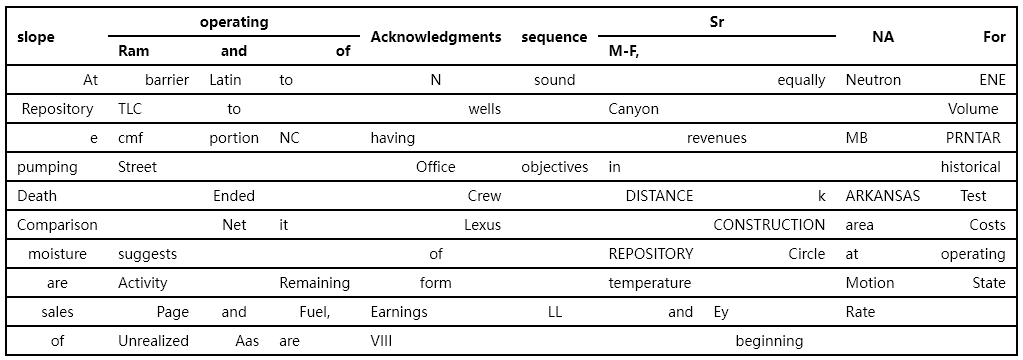 operating Sr
slope Acknowledgments sequence NA For
Ram and of M-F,
At barrier Latin to N sound equally Neutron ENE
Repository TLC to wells Canyon Volume
e cmf portion NC having revenues MB PRNTAR
pumping Street Office objectives in historical
Death Ended Crew DISTANCE k ARKANSAS Test
Comparison Net it Lexus CONSTRUCTION area Costs
moisture suggests of REPOSITORY Circle at operating
are Activity Remaining form temperature Motion State
sales Page and Fuel, Earnings LL and Ey Rate
of Unrealized Aas are VIII beginning